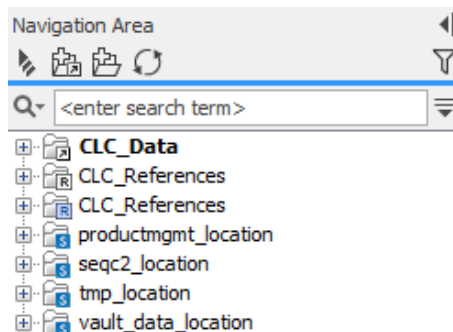 Navigation Area
<enter search term>
CLC_Data
CLC_References
CLC_References
productmgmt_location
seqc2_location
tmp_location
vault_data_location